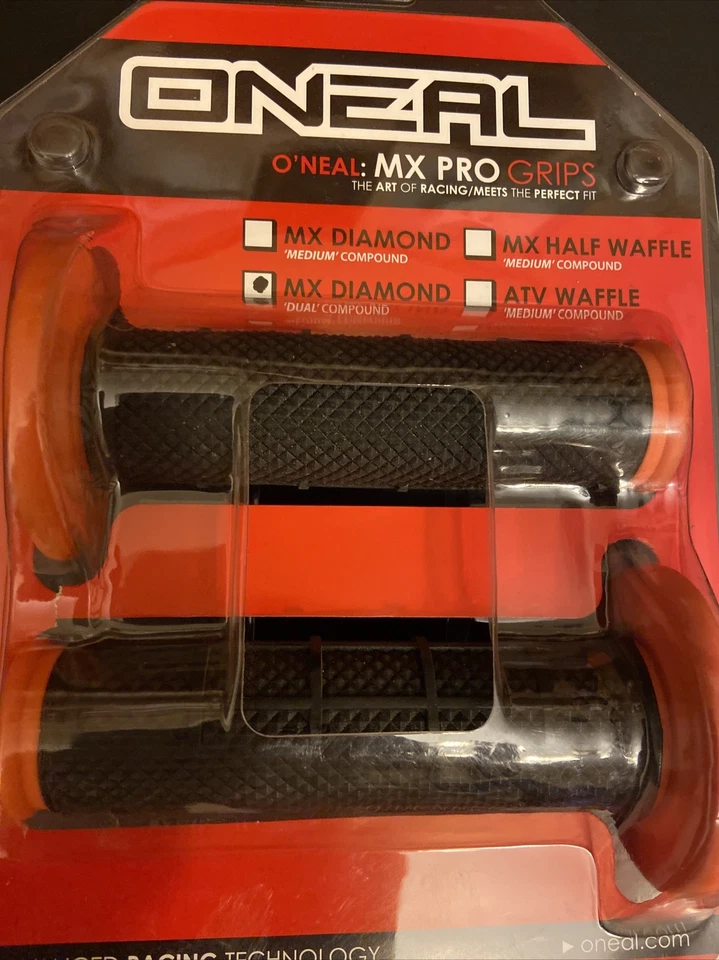 ONEAL
O'NEAL: MX PRO GRIPS
THE ART OF RACING/MEETS THE PERFECT FIT
MX DIAMOND
'MEDIUM' COMPOUND
MX HALF WAFFLE
'MEDIUM' COMPOUND
MX DIAMOND
'DUAL' COMPOUND
ATV WAFFLE
'MEDIUM' COMPOUND
RACING TECHNOLOGY
oneal.com